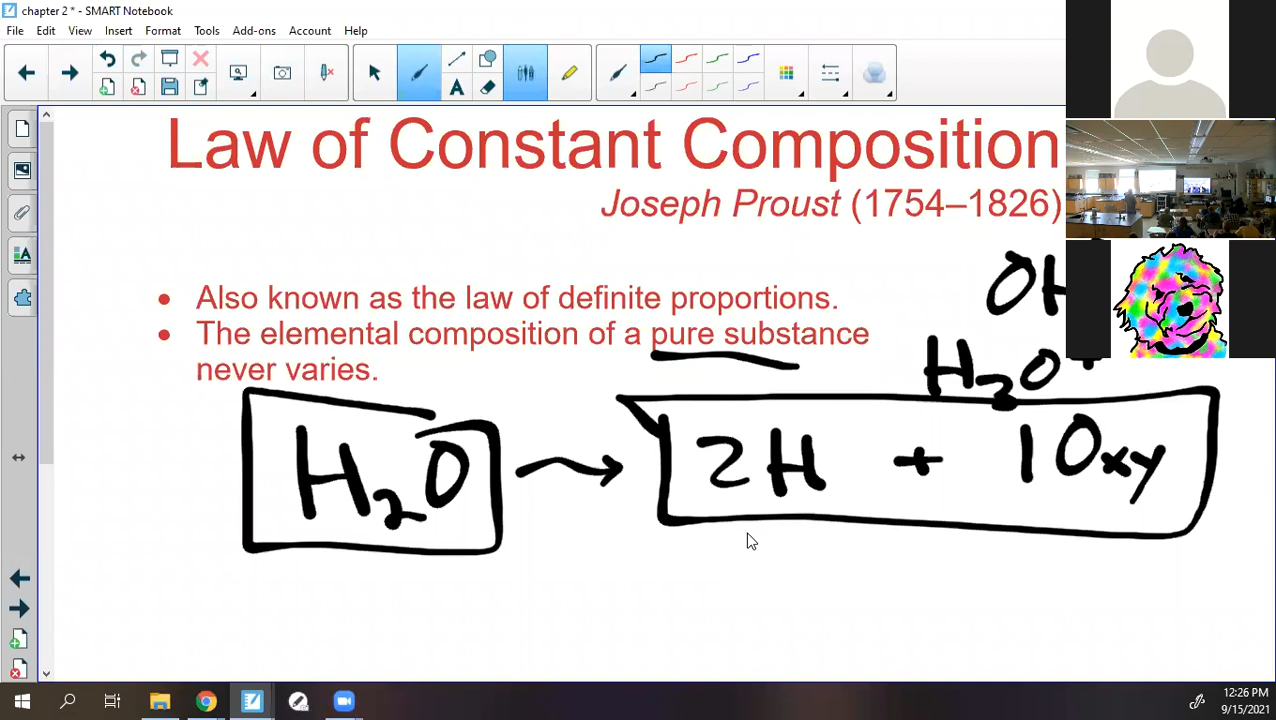 chapter 2 * - SMART Notebook
File Edit View Insert Format Tools Add-ons Account Help
Law of Constant Composition
Joseph Proust (1754–1826)
• Also known as the law of definite proportions.
• The elemental composition of a pure substance
never varies.
OH
H₂O+
H₂O → 2H + 1Oxy
12:26 PM
9/15/2021